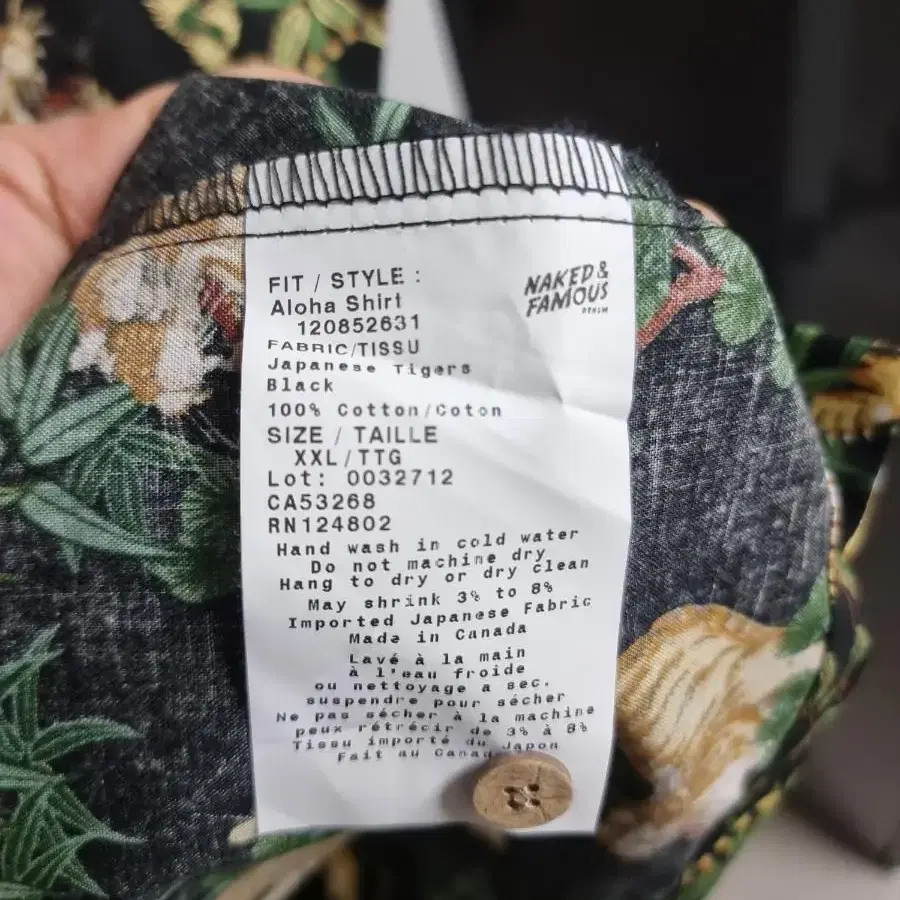 FIT / STYLE :
Aloha Shirt
120852631
FABRIC/TISSU
Japanese Tigers
Black
100% Cotton/Coton
SIZE / TAILLE
XXL/TTG
Lot: 0032712
CA53268
RN124802
NAKED &
FAMOUS
DENIM
Hand wash in cold water
Do not machine dry
Hang to dry or dry clean
May shrink 3% to 8%
Imported Japanese Fabric
Made in Canada
Lavé à la main
à l'eau froide
ou nettoyage a sec.
suspendre pour sécher
Ne pas sécher à la machine
peux rétrécir de 3% à 8%
Tissu importé du Japon
Fait au Canad